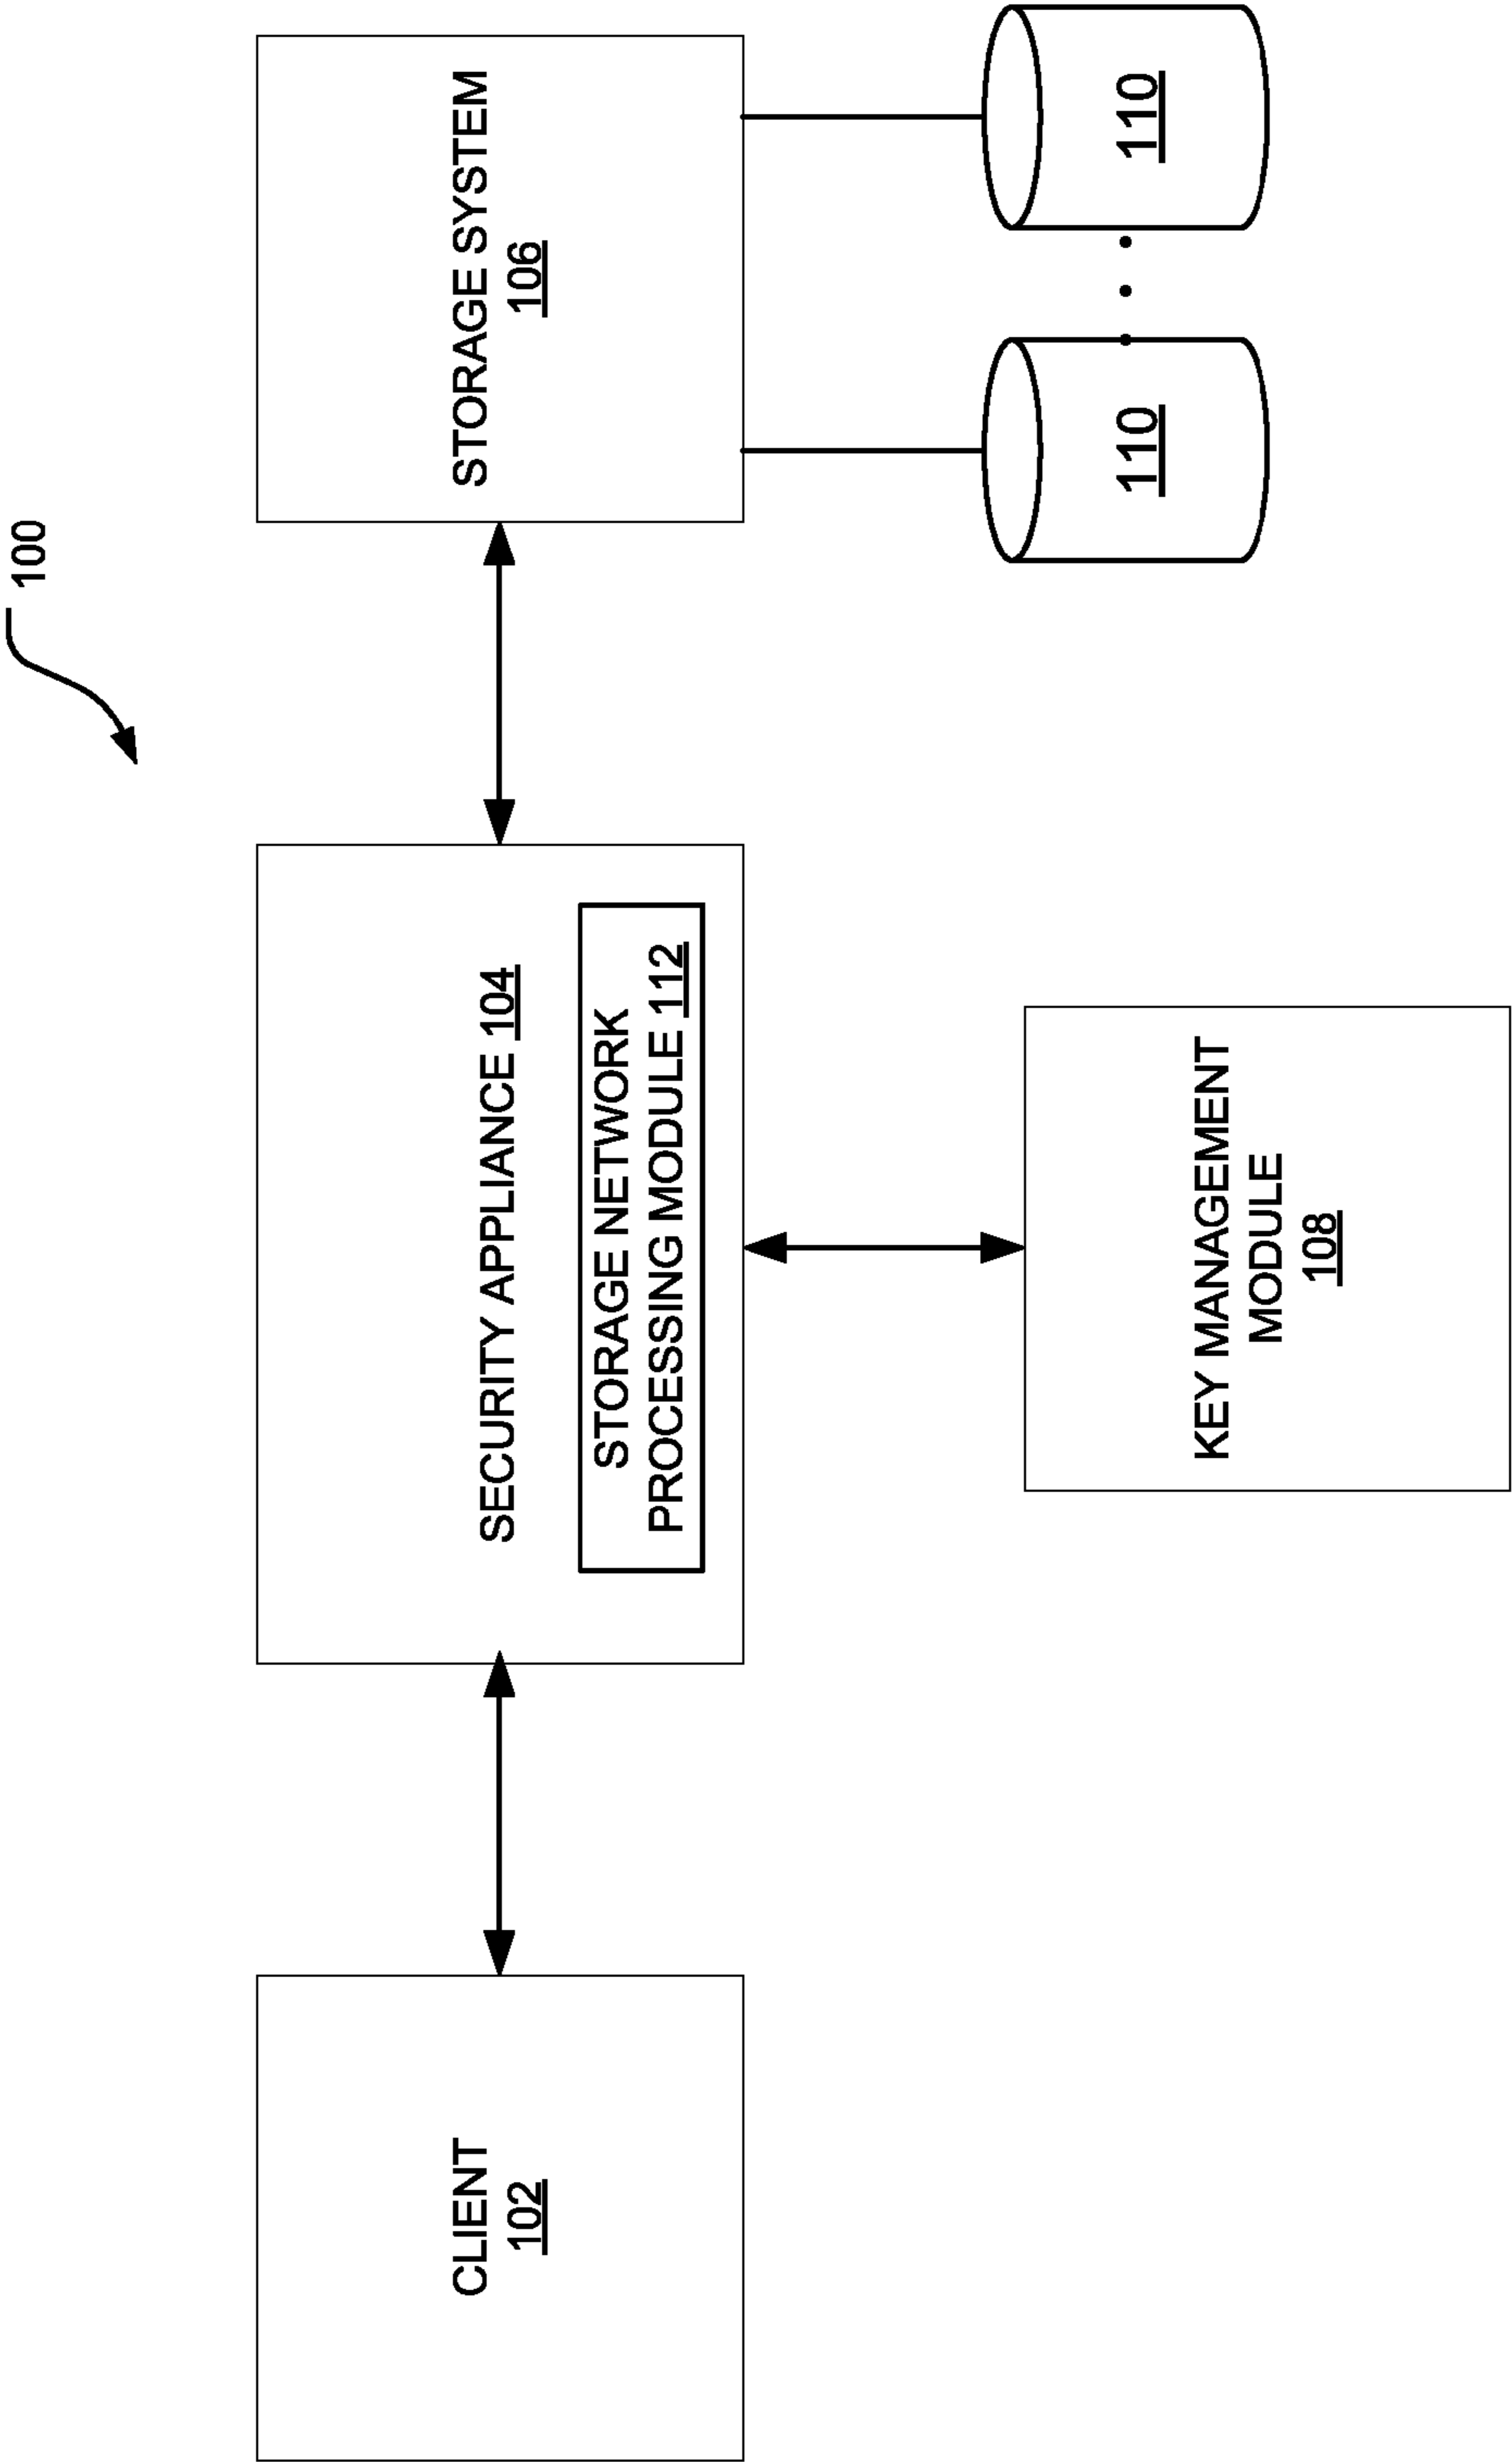 100
CLIENT
102
SECURITY APPLIANCE 104
STORAGE NETWORK
PROCESSING MODULE 112
STORAGE SYSTEM
106
KEY MANAGEMENT
MODULE
108
110
110